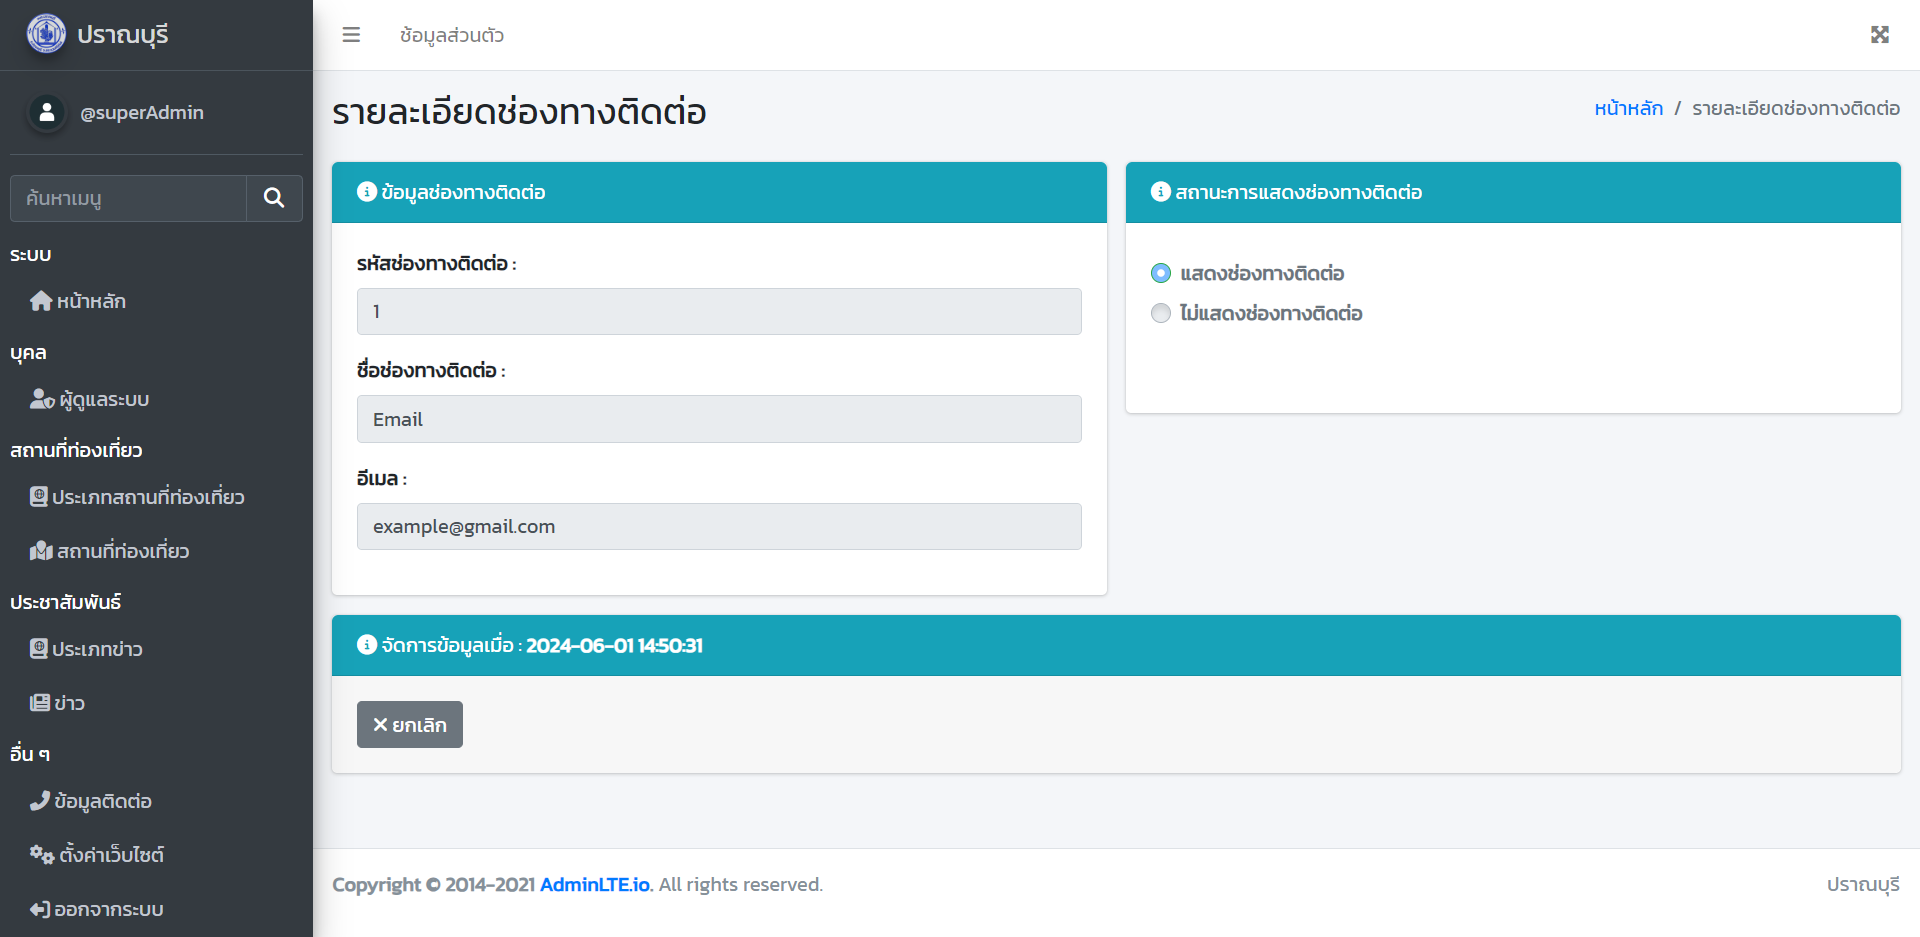 ปราณบุรี
@superAdmin
ค้นหาเมนู
ระบบ
หน้าหลัก
บุคล
ผู้ดูแลระบบ
สถานที่ท่องเที่ยว
ประเภทสถานที่ท่องเที่ยว
สถานที่ท่องเที่ยว
ประชาสัมพันธ์
ประเภทข่าว
ข่าว
อื่น ๆ
ข้อมูลติดต่อ
ตั้งค่าเว็บไซต์
ออกจากระบบ
ข้อมูลส่วนตัว
รายละเอียดช่องทางติดต่อ
หน้าหลัก / รายละเอียดช่องทางติดต่อ
ข้อมูลช่องทางติดต่อ
รหัสช่องทางติดต่อ :
1
ชื่อช่องทางติดต่อ :
Email
อีเมล :
example@gmail.com
สถานะการแสดงช่องทางติดต่อ
แสดงช่องทางติดต่อ
ไม่แสดงช่องทางติดต่อ
จัดการข้อมูลเมื่อ : 2024-06-01 14:50:31
ยกเลิก
Copyright © 2014-2021 AdminLTE.io. All rights reserved.
ปราณบุรี